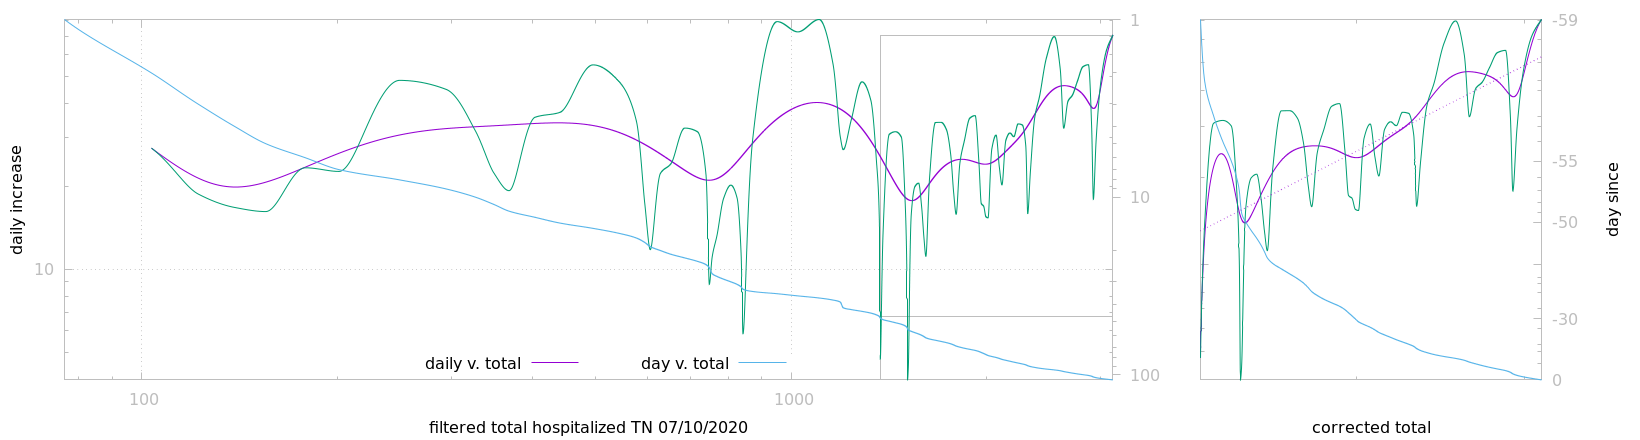 daily increase
10
daily v. total
day v. total
100
1000
filtered total hospitalized TN 07/10/2020
1
10
100
-59
-55
-50
-30
0
day since
corrected total